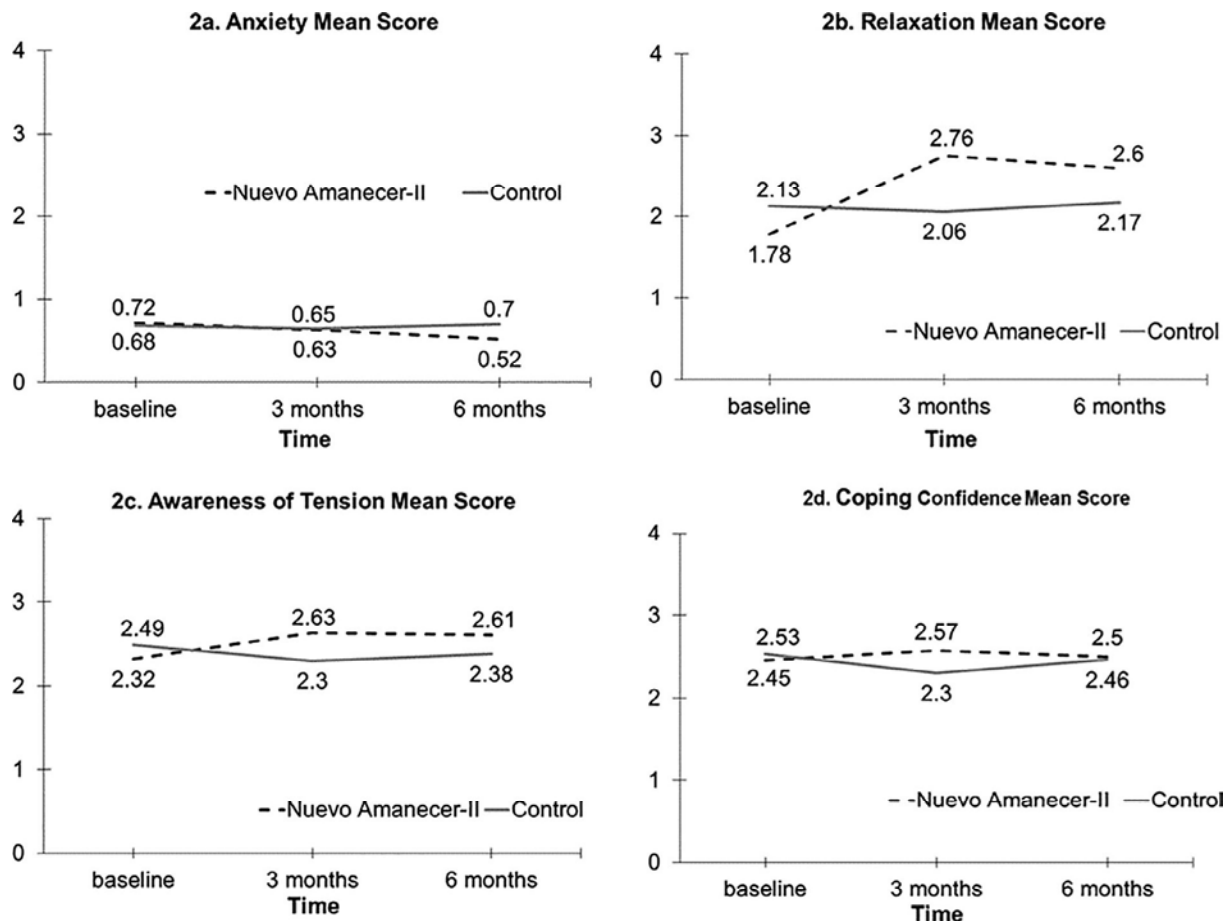 2a. Anxiety Mean Score
4
3
2
1
0
Nuevo Amanecer-II Control
0.72 0.65 0.7
0.68 0.63 0.52
baseline 3 months 6 months
Time
2b. Relaxation Mean Score
4
3
2
1
0
2.76 2.6
2.13
1.78 2.06 2.17
Nuevo Amanecer-II Control
baseline 3 months 6 months
Time
2c. Awareness of Tension Mean Score
4
3
2
1
0
2.49 2.63 2.61
2.32 2.3 2.38
Nuevo Amanecer-II Control
baseline 3 months 6 months
Time
2d. Coping Confidence Mean Score
4
3
2
1
0
2.53 2.57 2.5
2.45 2.3 2.46
Nuevo Amanecer-II Control
baseline 3 months 6 months
Time